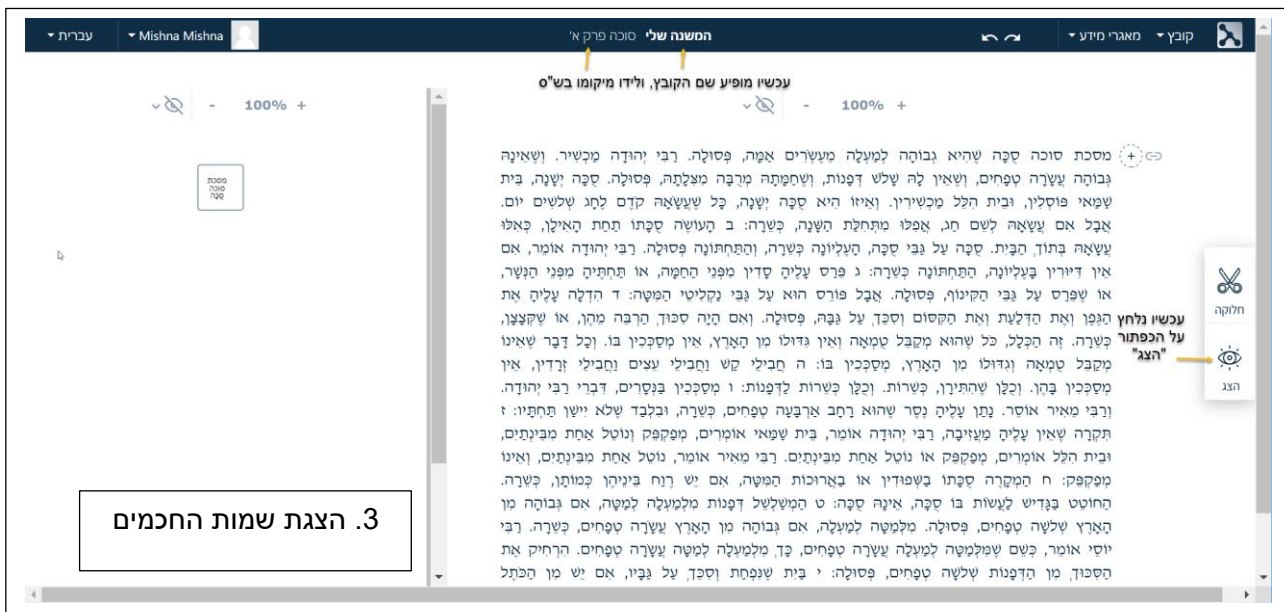 קובץ
מאגרי מידע
המשנה שלי סוכה פרק א'
Mishna Mishna
עברית
עכשיו מופיע שם הקובץ, ולידו מיקומו בש"ס
- 100% +
- 100% +
מסכת סוכה סֻכָּה שֶׁהִיא גְבוֹהָה לְמַעְלָה מֵעֶשְׂרִים אַמָּה, פְּסוּלָה. רַבִּי יְהוּדָה מַכְשִׁיר. וְשֶׁאֵינָהּ
גְּבוֹהָה עֲשָׂרָה טְפָחִים, וְשֶׁאֵין לָהּ שָׁלֹשׁ דְּפָנוֹת, וְשֶׁחַמָּתָהּ מְרֻבָּה מִצִּלָּתָהּ, פְּסוּלָה. סֻכָּה יְשָׁנָה, בֵּית
שַׁמַּאי פּוֹסְלִין, וּבֵית הִלֵּל מַכְשִׁירִין. וְאֵיזוֹ הִיא סֻכָּה יְשָׁנָה, כָּל שֶׁעֲשָׂאָהּ קֹדֶם לֶחָג שְׁלֹשִׁים יוֹם.
אֲבָל אִם עֲשָׂאָהּ לְשֵׁם חַג, אֲפִלּוּ מִתְּחִלַּת הַשָּׁנָה, כְּשֵׁרָה: ב הָעוֹשֶׂה סֻכָּתוֹ תַּחַת הָאִילָן, כְּאִלּוּ
עֲשָׂאָהּ בְּתוֹךְ הַבָּיִת. סֻכָּה עַל גַּבֵּי סֻכָּה, הָעֶלְיוֹנָה כְּשֵׁרָה, וְהַתַּחְתּוֹנָה פְּסוּלָה. רַבִּי יְהוּדָה אוֹמֵר, אִם
אֵין דִּיּוּרִין בָּעֶלְיוֹנָה, הַתַּחְתּוֹנָה כְּשֵׁרָה: ג פֵּרַס עָלֶיהָ סָדִין מִפְּנֵי הַחַמָּה, אוֹ תַּחְתֶּיהָ מִפְּנֵי הַנְּשָׁר,
אוֹ שֶׁפֵּרַס עַל גַּבֵּי הַקִּינוֹף, פְּסוּלָה. אֲבָל פּוֹרֵס הוּא עַל גַּבֵּי נַקְלִיטֵי הַמִּטָּה: ד הִדְלָה עָלֶיהָ אֶת
הַגֶּפֶן וְאֶת הַדְּלַעַת וְאֶת הַקִּסּוֹם וְסִכֵּךְ עַל גַּבָּהּ, פְּסוּלָה. וְאִם הָיָה סִכּוּךְ הַרְבֵּה מֵהֶן, אוֹ שֶׁקְּצָצָן,
כְּשֵׁרָה. זֶה הַכְּלָל, כֹּל שֶׁהוּא מְקַבֵּל טֻמְאָה וְאֵין גִּדּוּלוֹ מִן הָאָרֶץ, אֵין מְסַכְּכִין בּוֹ. וְכָל דָּבָר שֶׁאֵינוֹ
מְקַבֵּל טֻמְאָה וְגִדּוּלוֹ מִן הָאָרֶץ, מְסַכְּכִין בּוֹ: ה חֲבִילֵי קַשׁ וַחֲבִילֵי עֵצִים וַחֲבִילֵי זְרָדִין, אֵין
מְסַכְּכִין בָּהֶן. וְכֻלָּן שֶׁהִתִּירָן, כְּשֵׁרוֹת. וְכֻלָּן כְּשֵׁרוֹת לַדְּפָנוֹת: ו מְסַכְּכִין בַּנְּסָרִים, דִּבְרֵי רַבִּי יְהוּדָה.
וְרַבִּי מֵאִיר אוֹסֵר. נָתַן עָלֶיהָ נֶסֶר שֶׁהוּא רָחָב אַרְבָּעָה טְפָחִים, כְּשֵׁרָה, וּבִלְבַד שֶׁלֹּא יִישַׁן תַּחְתָּיו: ז
תִּקְרָה שֶׁאֵין עָלֶיהָ מַעֲזִיבָה, רַבִּי יְהוּדָה אוֹמֵר, בֵּית שַׁמַּאי אוֹמְרִים, מְפַקְפֵּק וְנוֹטֵל אַחַת מִבֵּינְתַיִם,
וּבֵית הִלֵּל אוֹמְרִים, מְפַקְפֵּק אוֹ נוֹטֵל אַחַת מִבֵּינְתַיִם. רַבִּי מֵאִיר אוֹמֵר, נוֹטֵל אַחַת מִבֵּינְתַיִם, וְאֵינוֹ
מְפַקְפֵּק: ח הַמְקָרֶה סֻכָּתוֹ בַשְּׁפוּדִין אוֹ בַאֲרוּכוֹת הַמִּטָּה, אִם יֵשׁ רֶוַח בֵּינֵיהֶן כְּמוֹתָן, כְּשֵׁרָה.
הַחוֹטֵט בַּגָּדִישׁ לַעֲשׂוֹת בּוֹ סֻכָּה, אֵינָהּ סֻכָּה: ט הַמְשַׁלְשֵׁל דְּפָנוֹת מִלְמַעְלָה לְמַטָּה, אִם גְּבוֹהָה מִן
הָאָרֶץ שְׁלֹשָׁה טְפָחִים, פְּסוּלָה. מִלְּמַטָּה לְמַעְלָה, אִם גְּבוֹהָה מִן הָאָרֶץ עֲשָׂרָה טְפָחִים, כְּשֵׁרָה. רַבִּי
יוֹסֵי אוֹמֵר, כְּשֵׁם שֶׁמִּלְּמַטָּה לְמַעְלָה עֲשָׂרָה טְפָחִים, כָּךְ מִלְמַעְלָה לְמַטָּה עֲשָׂרָה טְפָחִים. הִרְחִיק אֶת
הַסִּכּוּךְ מִן הַדְּפָנוֹת שְׁלֹשָׁה טְפָחִים, פְּסוּלָה: י בַּיִת שֶׁנִּפְחַת וְסִכֵּךְ עַל גַּבָּיו, אִם יֵשׁ מִן הַכֹּתֶל
חלוקה
הצג
עכשיו נלחץ
על הכפתור
"הצג"
מסכת
סוכה
סֻכָּה
3. הצגת שמות החכמים